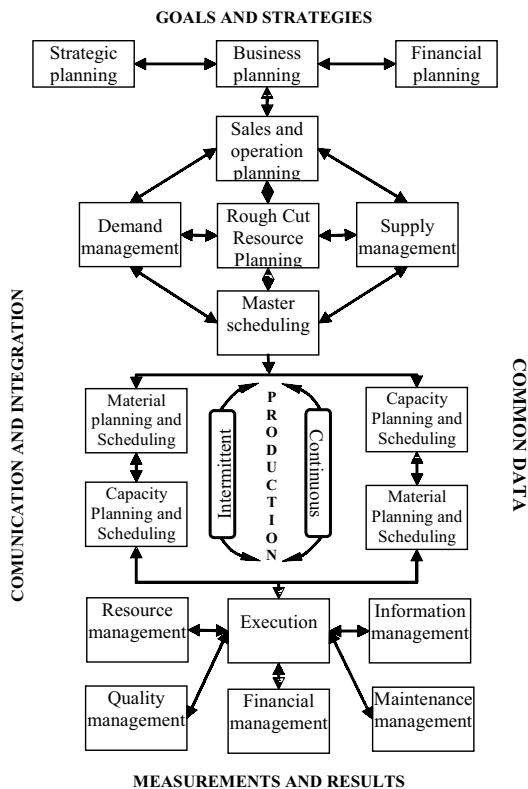 GOALS AND STRATEGIES
Strategic
planning
Business
planning
Financial
planning
Sales and
operation
planning
Demand
management
Rough Cut
Resource
Planning
Supply
management
Master
scheduling
COMUNICATION AND INTEGRATION
COMMON DATA
Material
planning and
Scheduling
Capacity
Planning and
Scheduling
Intermittent
PRODUCTION
Continuous
Capacity
Planning and
Scheduling
Material
Planning and
Scheduling
Resource
management
Execution
Information
management
Quality
management
Financial
management
Maintenance
management
MEASUREMENTS AND RESULTS